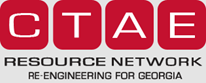 CTAE
RESOURCE NETWORK
RE-ENGINEERING FOR GEORGIA